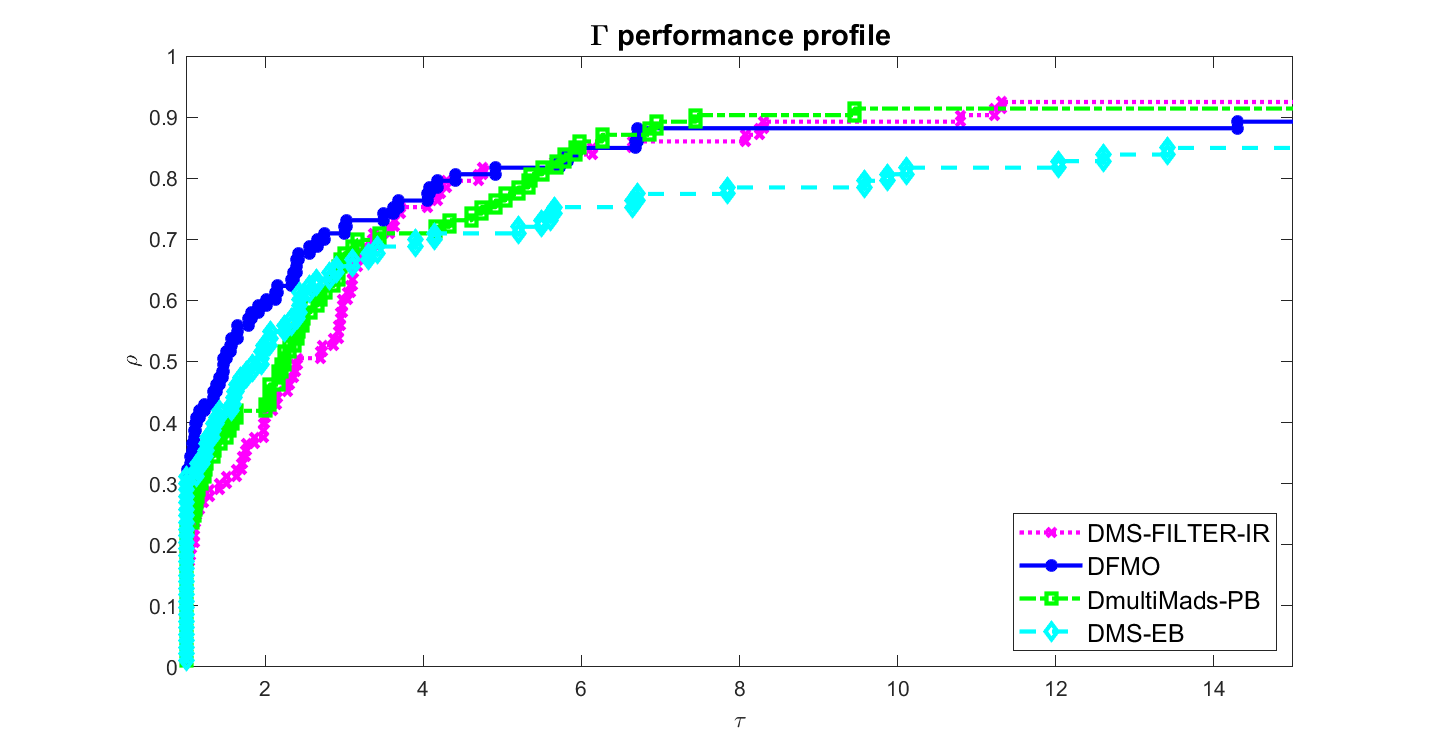 Γ performance profile
1
0.9
0.8
0.7
0.6
0.5
0.4
0.3
0.2
0.1
0
ρ
2 4 6 8 10 12 14
τ
DMS-FILTER-IR
DFMO
DmultiMads-PB
DMS-EB